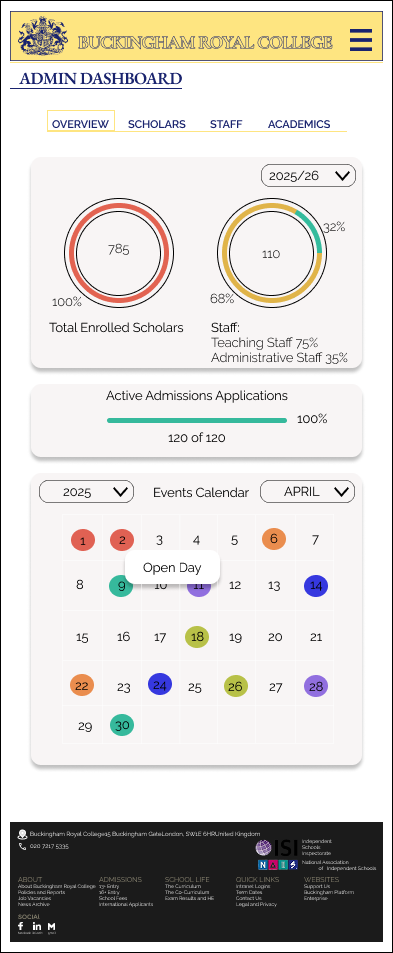 BUCKINGHAM ROYAL COLLEGE
ADMIN DASHBOARD
OVERVIEW SCHOLARS STAFF ACADEMICS
2025/26
785
110
32%
100%
68%
Total Enrolled Scholars
Staff:
Teaching Staff 75%
Administrative Staff 35%
Active Admissions Applications
100%
120 of 120
2025 Events Calendar APRIL
1 2 3 4 5 6 7
Open Day
8 9 10 11 12 13 14
15 16 17 18 19 20 21
22 23 24 25 26 27 28
29 30
Buckingham Royal College15 Buckingham GateLondon, SW1E 6HRUnited Kingdom
020 7217 5335
ISI Independent
Schools
Inspectorate
NAIS National Association
of Independent Schools
ABOUT
About Buckingham Royal College
Policies and Reports
Job Vacancies
News Archive
ADMISSIONS
13+ Entry
16+ Entry
School Fees
International Applicants
SCHOOL LIFE
The Curriculum
The Co-Curriculum
Exam Results and HE
QUICK LINKS
Intranet Logins
Term Dates
Contact Us
Legal and Privacy
WEBSITES
Support Us
Buckingham Platform
Enterprise
SOCIAL